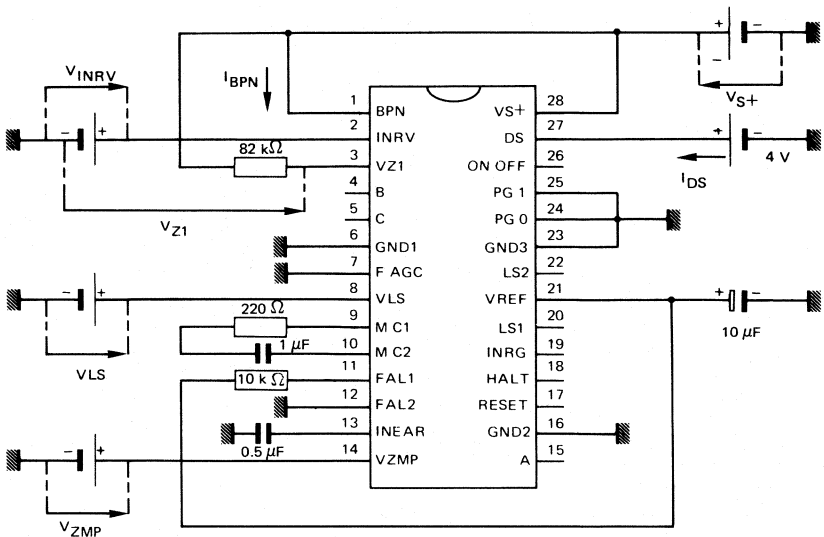 + −
−
V INRV
I BPN
V S+
1 BPN VS+ 28
− + 2 INRV DS 27 + −
82 kΩ 3 VZ1 ON OFF 26 I DS 4 V
4 B PG 1 25
V Z1
5 C PG 0 24
6 GND1 GND3 23
7 F AGC LS2 22
− + 8 VLS VREF 21 + −
220 Ω 9 MC1 LS1 20 10 µF
1 µF 10 MC2 INRG 19
VLS
10 kΩ 11 FAL1 HALT 18
12 FAL2 RESET 17
13 INEAR GND2 16
0.5 µF
− + 14 VZMP A 15
V ZMP